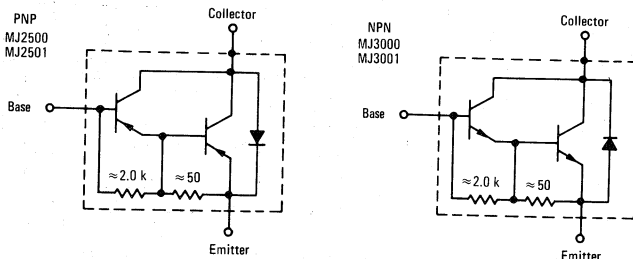 PNP
MJ2500
MJ2501
Collector
Base
≈2.0 k
≈50
Emitter
NPN
MJ3000
MJ3001
Collector
Base
≈2.0 k
≈50
Emitter